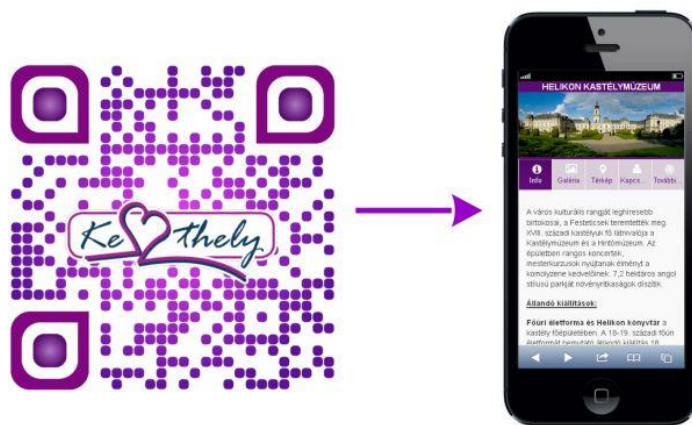 Ke thely
HELIKON KASTÉLYMÚZEUM
Info
Galéria
Térkép
Kapcs...
További...
A város kulturális rangját leghíresebb
birtokosai, a Festeticsek teremtették meg.
XVIII. századi kastélyuk fő látnivalója a
Kastélymúzeum és a Hintómúzeum. Az
épületben rangos koncertek,
mesterkurzusok nyújtanak élményt a
komolyzene kedvelőinek. 7,2 hektáros angol
stílusú parkját növényritkaságok díszítik.
Állandó kiállítások:
Főúri életforma és Helikon könyvtár a
kastély főépületében. A 18-19. századi főúri
életformát bemutató állandó kiállítás 18